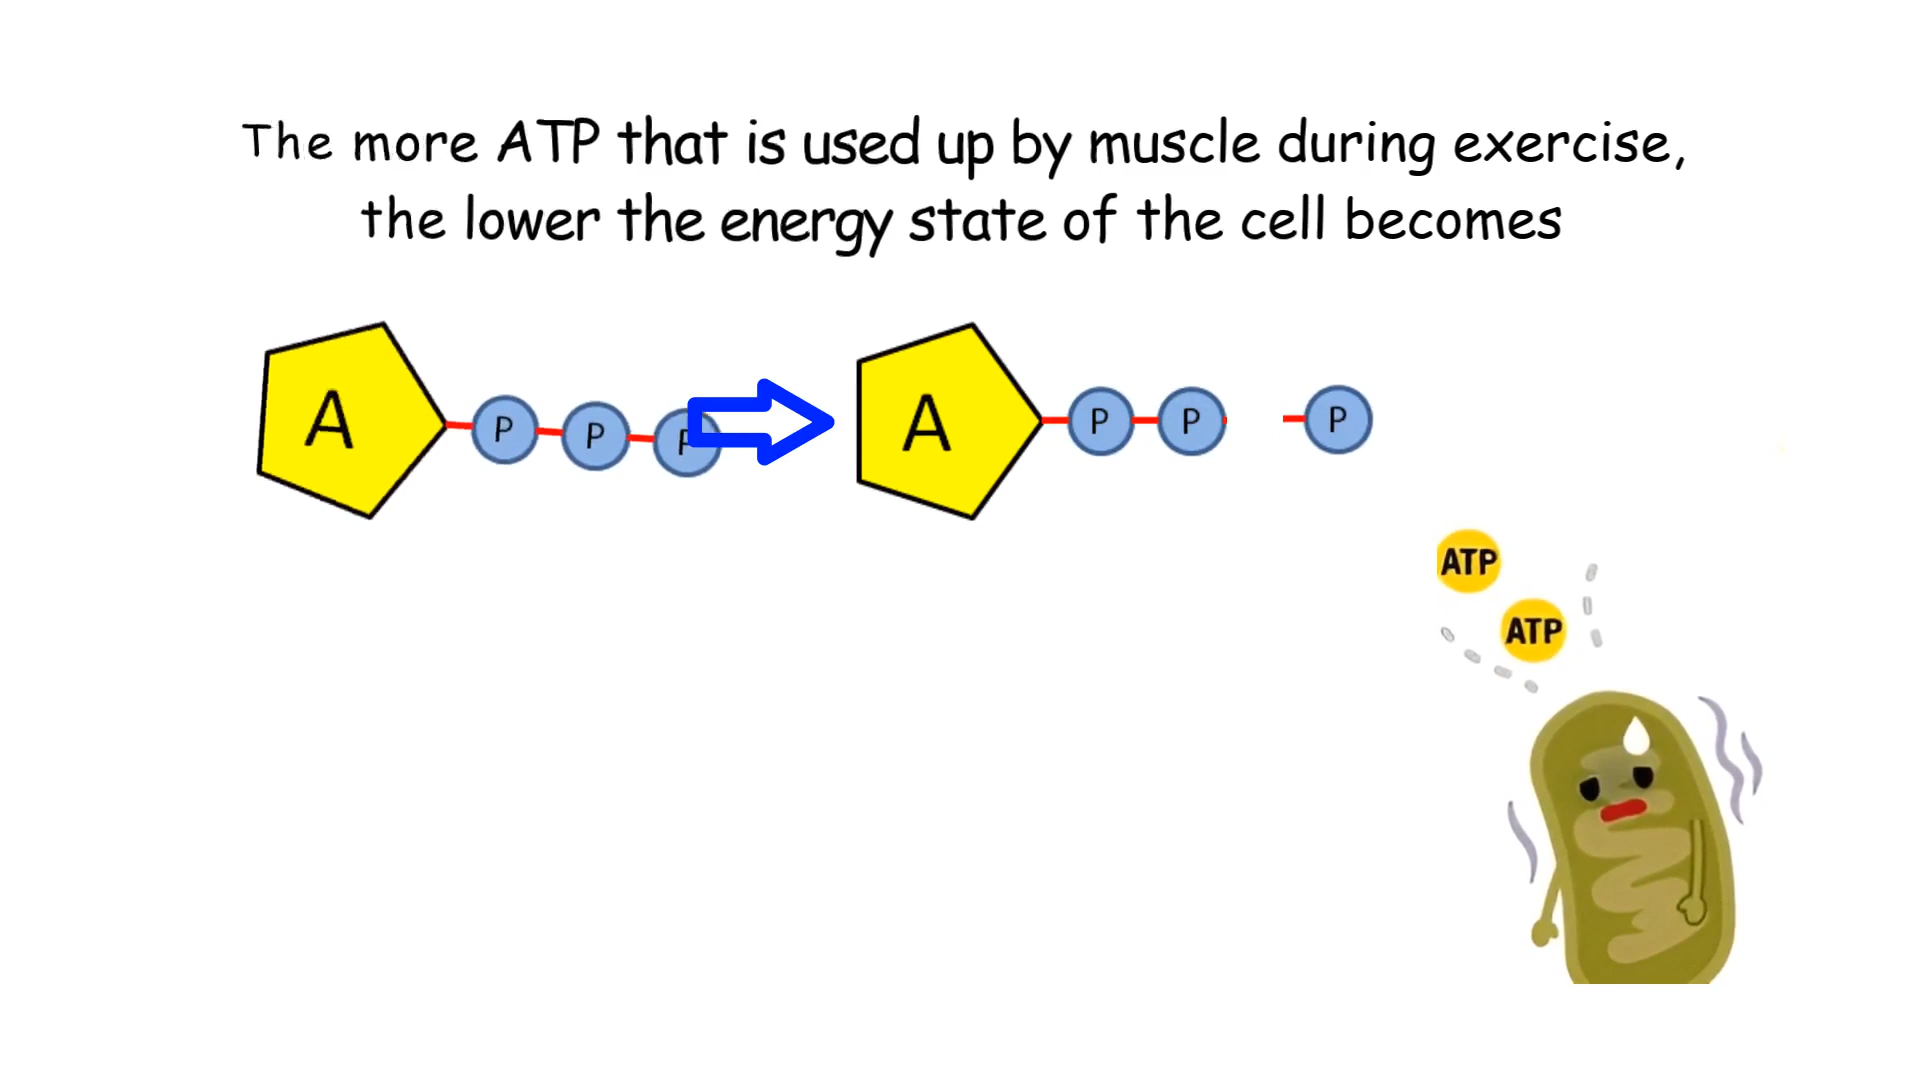 The more ATP that is used up by muscle during exercise,
the lower the energy state of the cell becomes
A P P P
A P P P
ATP
ATP